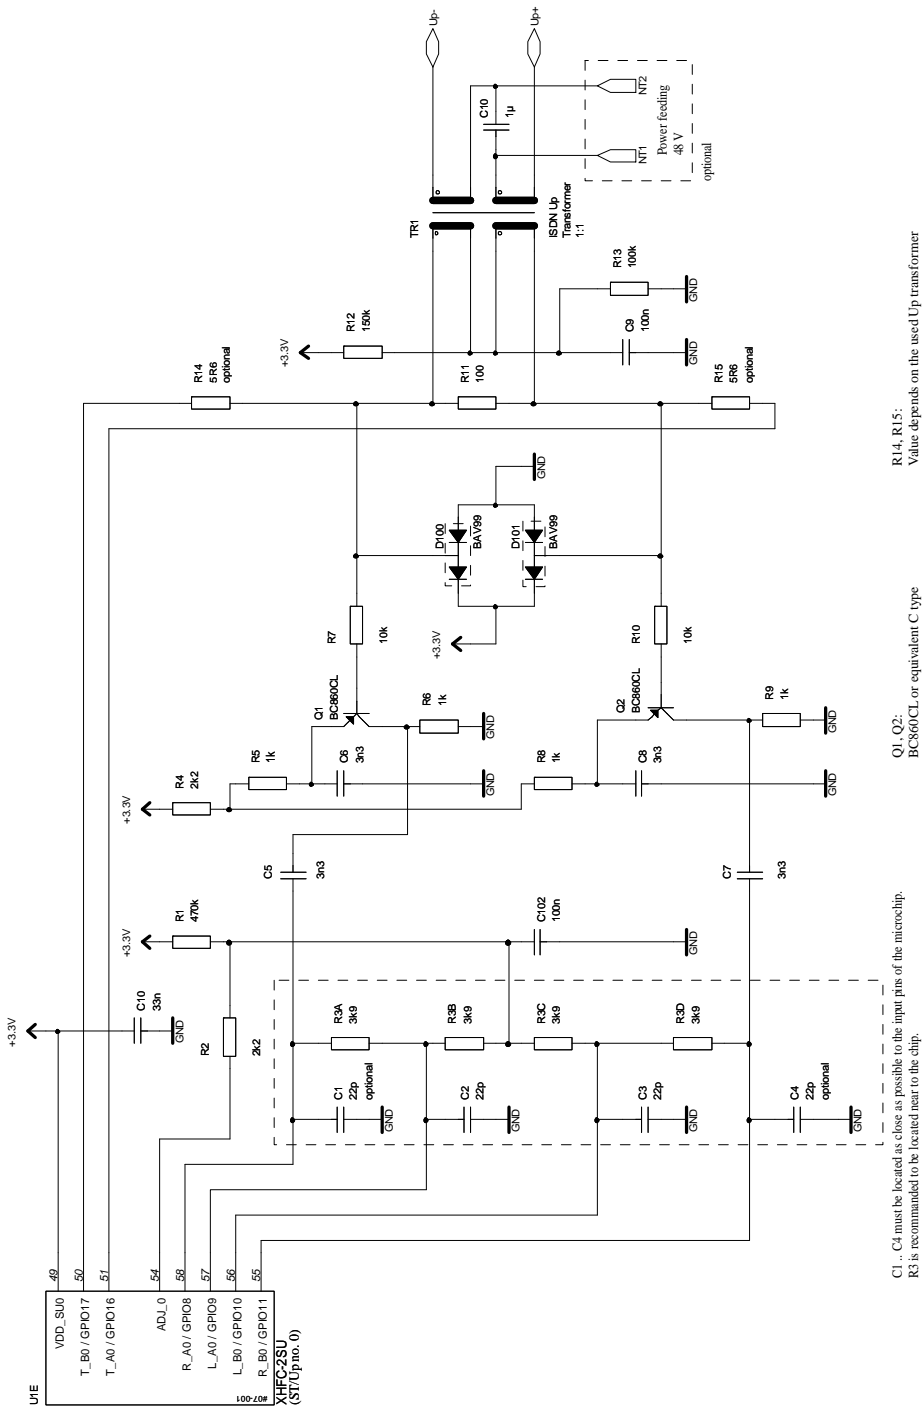 Up-
Up+
NT2
NT1
Power feeding
48 V
optional
C10
1µ
TR1
ISDN Up
Transformer
1:1
R13
100k
GND
R12
150k
+3.3V
C9
100n
GND
R14
5R6
optional
R11
100
R15
5R6
optional
GND
D100
BAV99
D101
BAV99
+3.3V
R7
10k
R10
10k
Q1
BC860CL
R6
1k
GND
Q2
BC860CL
R9
1k
GND
R5
1k
C6
3n3
GND
R8
1k
C8
3n3
GND
+3.3V
R4
2k2
C5
3n3
C7
3n3
+3.3V
R1
470k
C102
100n
GND
+3.3V
C10
33n
GND
R2
2k2
R3A
3k9
R3B
3k9
R3C
3k9
R3D
3k9
C1
22p
optional
GND
C2
22p
GND
C3
22p
GND
C4
22p
optional
GND
U1E
49
VDD_SU0
50
T_B0 / GPIO17
51
T_A0 / GPIO16
54
ADJ_0
58
R_A0 / GPIO8
57
L_A0 / GPIO9
56
L_B0 / GPIO10
55
R_B0 / GPIO11
#07-001
XHFC-2SU
(ST/Up no. 0)
C1 .. C4 must be located as close as possible to the input pins of the microchip.
R3 is recommanded to be located near to the chip.
Q1, Q2:
BC860CL or equivalent C type
R14, R15:
Value depends on the used Up transformer